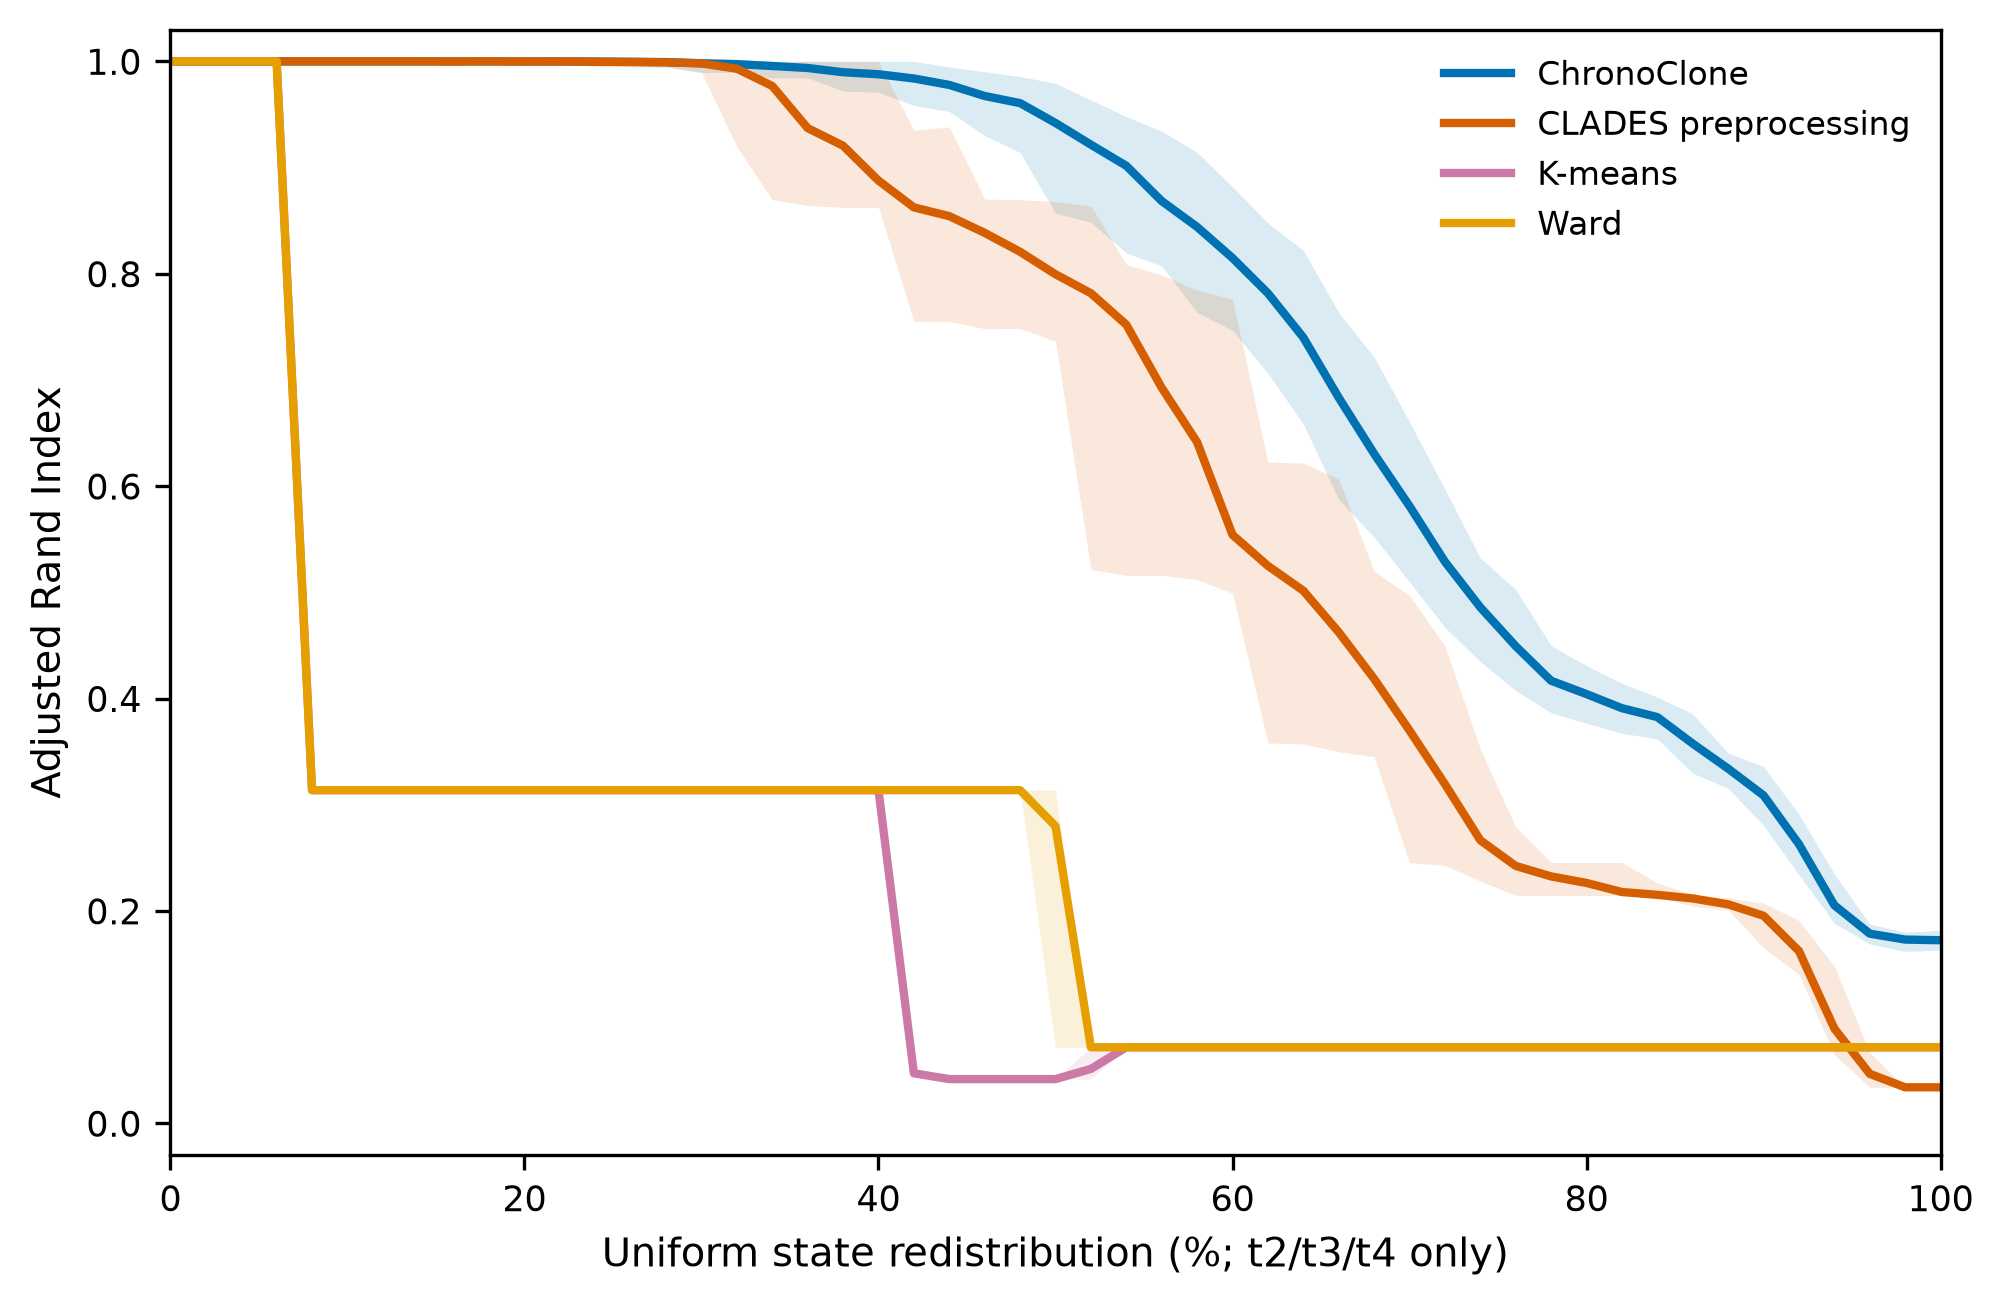 1.0
0.8
0.6
0.4
0.2
0.0
Adjusted Rand Index
ChronoClone
CLADES preprocessing
K-means
Ward
0 20 40 60 80 100
Uniform state redistribution (%; t2/t3/t4 only)